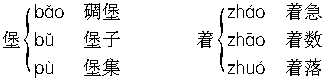 bǎo 碉堡
堡 bǔ 堡子
pù 堡集
zháo 着急
着 zhāo 着数
zhuó 着落